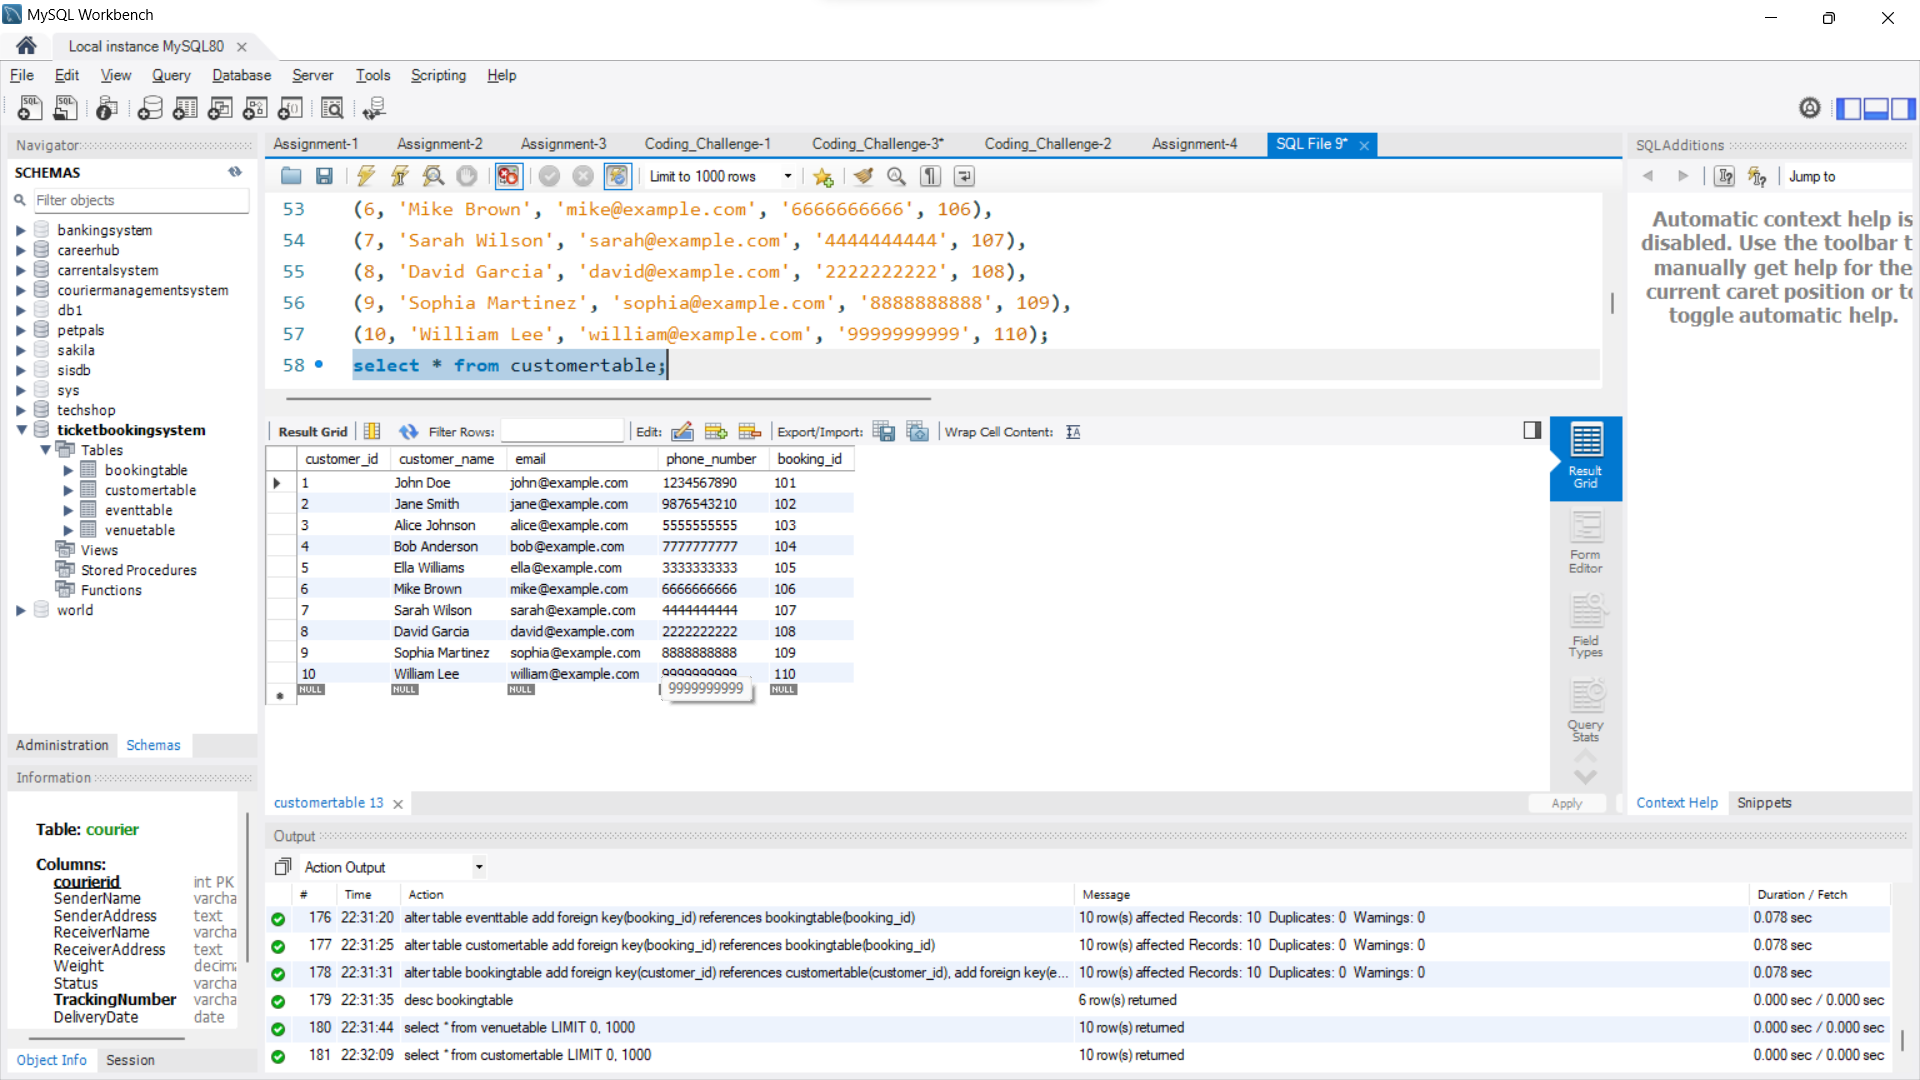 MySQL Workbench
Local instance MySQL80
File Edit View Query Database Server Tools Scripting Help
Navigator
SCHEMAS
Filter objects
bankingsystem
careerhub
carrentalsystem
couriermanagementsystem
db1
petpals
sakila
sisdb
sys
techshop
ticketbookingsystem
Tables
bookingtable
customertable
eventtable
venuetable
Views
Stored Procedures
Functions
world
Administration Schemas
Information
Table: courier
Columns:
courierid int PK
SenderName varcha
SenderAddress text
ReceiverName varcha
ReceiverAddress text
Weight decim
Status varcha
TrackingNumber varcha
DeliveryDate date
Object Info Session
Assignment-1 Assignment-2 Assignment-3 Coding_Challenge-1 Coding_Challenge-3* Coding_Challenge-2 Assignment-4 SQL File 9*
Limit to 1000 rows
53 (6, 'Mike Brown', 'mike@example.com', '6666666666', 106),
54 (7, 'Sarah Wilson', 'sarah@example.com', '4444444444', 107),
55 (8, 'David Garcia', 'david@example.com', '2222222222', 108),
56 (9, 'Sophia Martinez', 'sophia@example.com', '8888888888', 109),
57 (10, 'William Lee', 'william@example.com', '9999999999', 110);
58 select * from customertable;
Result Grid Filter Rows: Edit: Export/Import: Wrap Cell Content:
customer_id customer_name email phone_number booking_id
1 John Doe john@example.com 1234567890 101
2 Jane Smith jane@example.com 9876543210 102
3 Alice Johnson alice@example.com 5555555555 103
4 Bob Anderson bob@example.com 7777777777 104
5 Ella Williams ella@example.com 3333333333 105
6 Mike Brown mike@example.com 6666666666 106
7 Sarah Wilson sarah@example.com 4444444444 107
8 David Garcia david@example.com 2222222222 108
9 Sophia Martinez sophia@example.com 8888888888 109
10 William Lee william@example.com 9999999999 110
NULL NULL NULL NULL
9999999999
Result
Grid
Form
Editor
Field
Types
Query
Stats
customertable 13
Apply
SQLAdditions
Jump to
Automatic context help is
disabled. Use the toolbar t
manually get help for the
current caret position or to
toggle automatic help.
Context Help Snippets
Output
Action Output
# Time Action Message Duration / Fetch
176 22:31:20 alter table eventtable add foreign key(booking_id) references bookingtable(booking_id) 10 row(s) affected Records: 10 Duplicates: 0 Warnings: 0 0.078 sec
177 22:31:25 alter table customertable add foreign key(booking_id) references bookingtable(booking_id) 10 row(s) affected Records: 10 Duplicates: 0 Warnings: 0 0.078 sec
178 22:31:31 alter table bookingtable add foreign key(customer_id) references customertable(customer_id), add foreign key(e... 10 row(s) affected Records: 10 Duplicates: 0 Warnings: 0 0.078 sec
179 22:31:35 desc bookingtable 6 row(s) returned 0.000 sec / 0.000 sec
180 22:31:44 select * from venuetable LIMIT 0, 1000 10 row(s) returned 0.000 sec / 0.000 sec
181 22:32:09 select * from customertable LIMIT 0, 1000 10 row(s) returned 0.000 sec / 0.000 sec